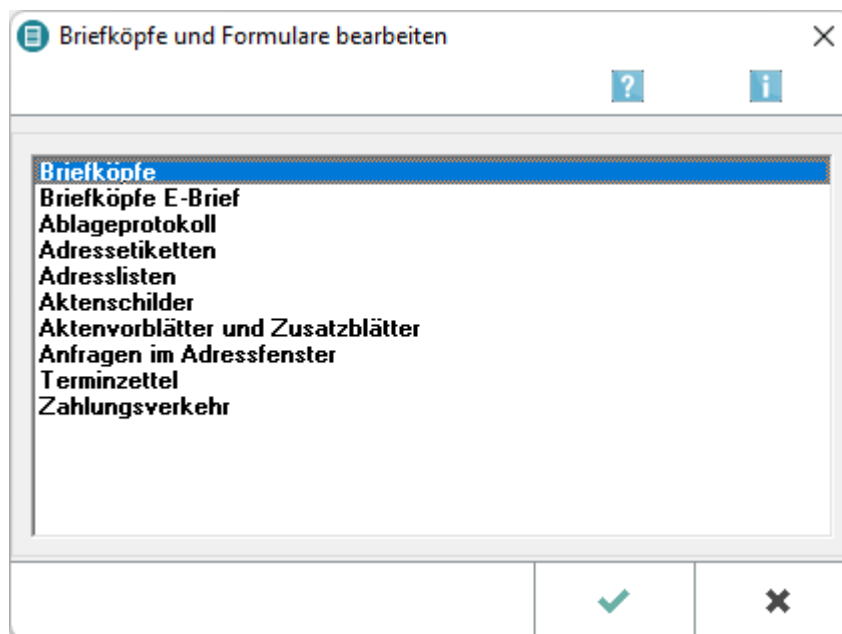 Briefköpfe und Formulare bearbeiten
? i
Briefköpfe
Briefköpfe E-Brief
Ablageprotokoll
Adressetiketten
Adresslisten
Aktenschilder
Aktenvorblätter und Zusatzblätter
Anfragen im Adressfenster
Terminzettel
Zahlungsverkehr